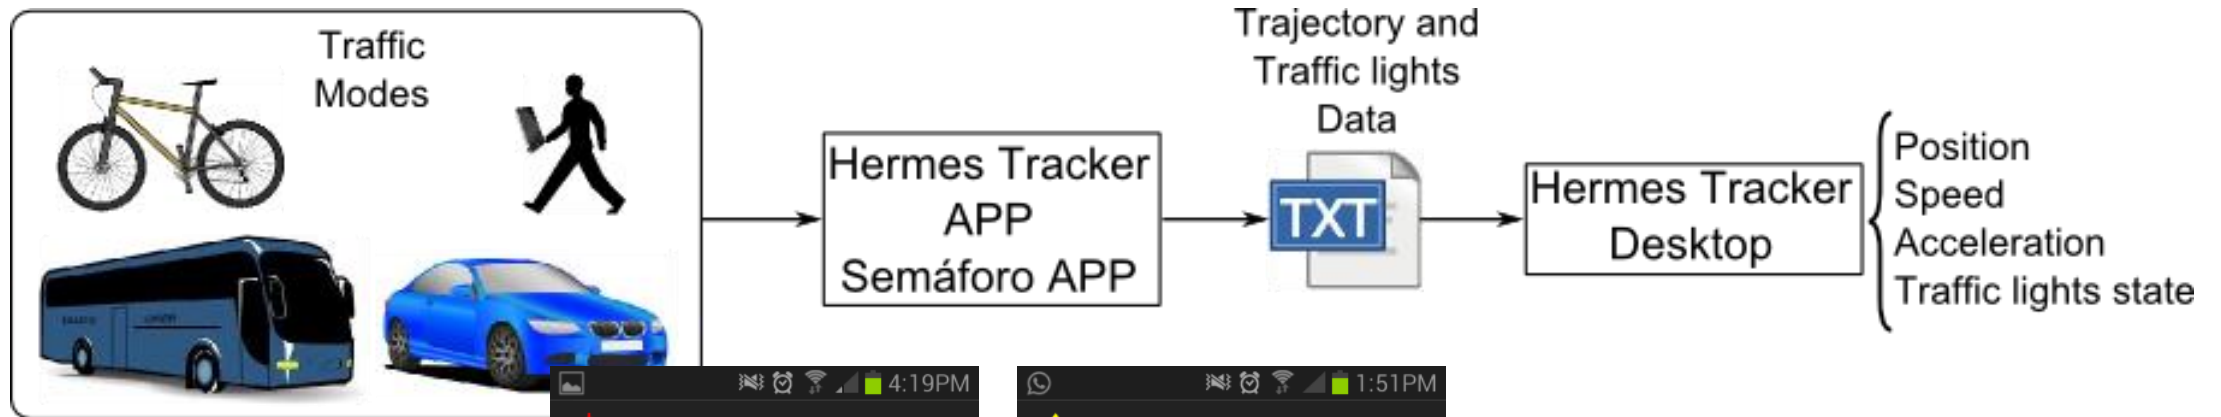 Traffic
Modes
Hermes Tracker
APP
Semáforo APP
Trajectory and
Traffic lights
Data
TXT
Hermes Tracker
Desktop
Position
Speed
Acceleration
Traffic lights state
4:19PM
1:51PM